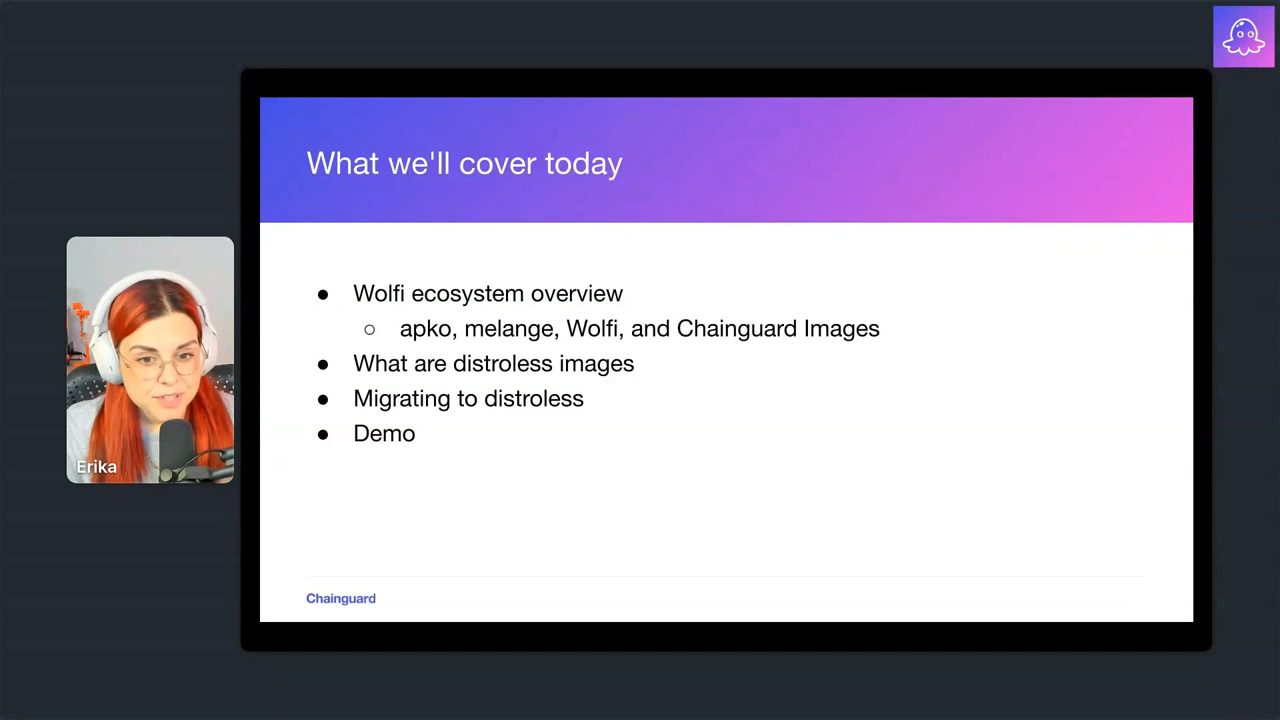 What we'll cover today
● Wolfi ecosystem overview
○ apko, melange, Wolfi, and Chainguard Images
● What are distroless images
● Migrating to distroless
● Demo
Erika
Chainguard